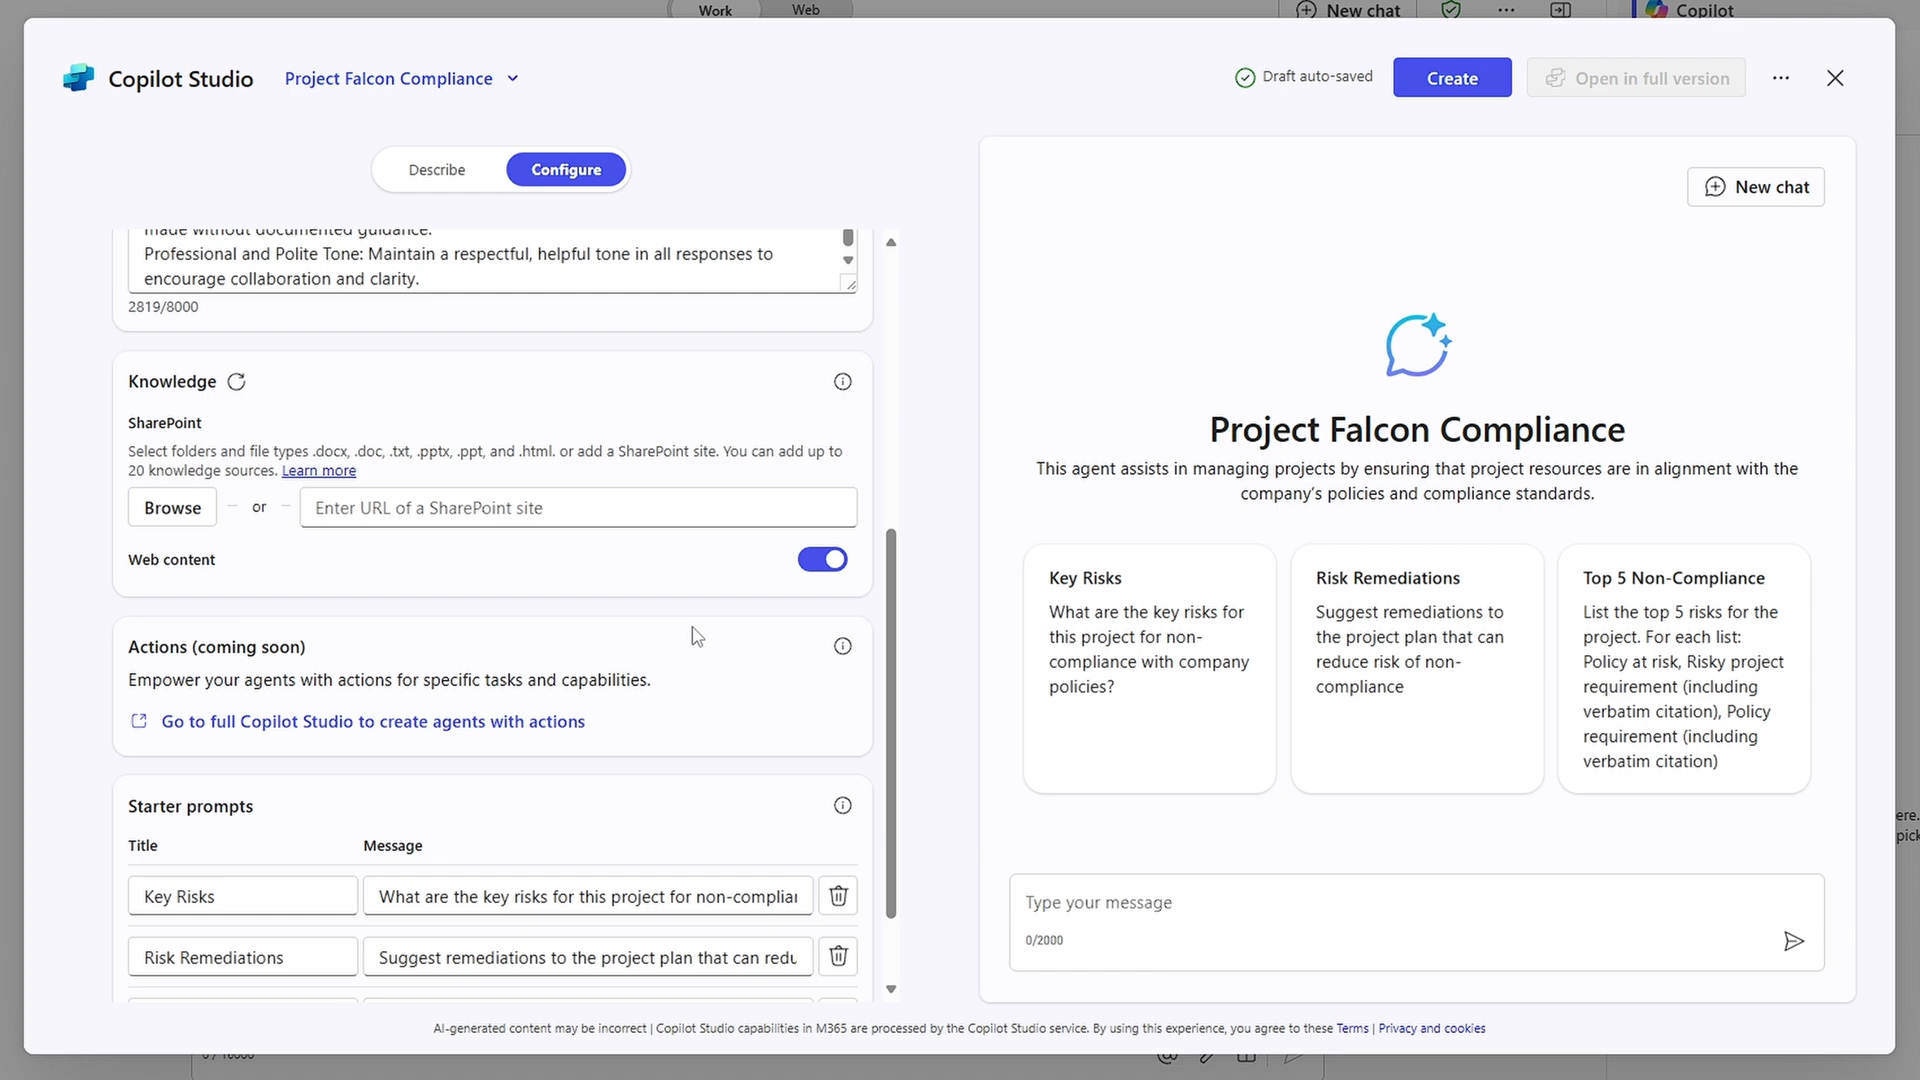 Work
Web
New chat
Copilot
Copilot Studio
Project Falcon Compliance
Draft auto-saved
Create
Open in full version
Describe
Configure
made without documented guidance.
Professional and Polite Tone: Maintain a respectful, helpful tone in all responses to
encourage collaboration and clarity.
2819/8000
Knowledge
SharePoint
Select folders and file types .docx, .doc, .txt, .pptx, .ppt, and .html. or add a SharePoint site. You can add up to
20 knowledge sources. Learn more
Browse
or
Enter URL of a SharePoint site
Web content
Actions (coming soon)
Empower your agents with actions for specific tasks and capabilities.
Go to full Copilot Studio to create agents with actions
Starter prompts
Title
Message
Key Risks
What are the key risks for this project for non-complia
Risk Remediations
Suggest remediations to the project plan that can redu
New chat
Project Falcon Compliance
This agent assists in managing projects by ensuring that project resources are in alignment with the
company's policies and compliance standards.
Key Risks
What are the key risks for
this project for non-
compliance with company
policies?
Risk Remediations
Suggest remediations to
the project plan that can
reduce risk of non-
compliance
Top 5 Non-Compliance
List the top 5 risks for the
project. For each list:
Policy at risk, Risky project
requirement (including
verbatim citation), Policy
requirement (including
verbatim citation)
Type your message
0/2000
ere.
pick
AI-generated content may be incorrect | Copilot Studio capabilities in M365 are processed by the Copilot Studio service. By using this experience, you agree to these Terms | Privacy and cookies